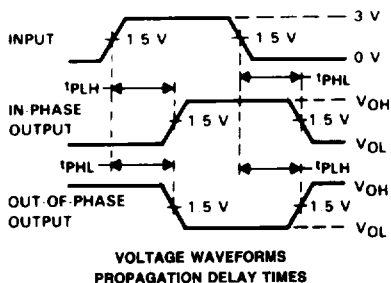 3 V
INPUT
1 5 V
1 5 V
0 V
tPLH
tPHL
IN-PHASE
OUTPUT
1 5 V
1.5 V
VOH
VOL
tPHL
tPLH
OUT-OF-PHASE
OUTPUT
1.5 V
1.5 V
VOH
VOL
VOLTAGE WAVEFORMS
PROPAGATION DELAY TIMES